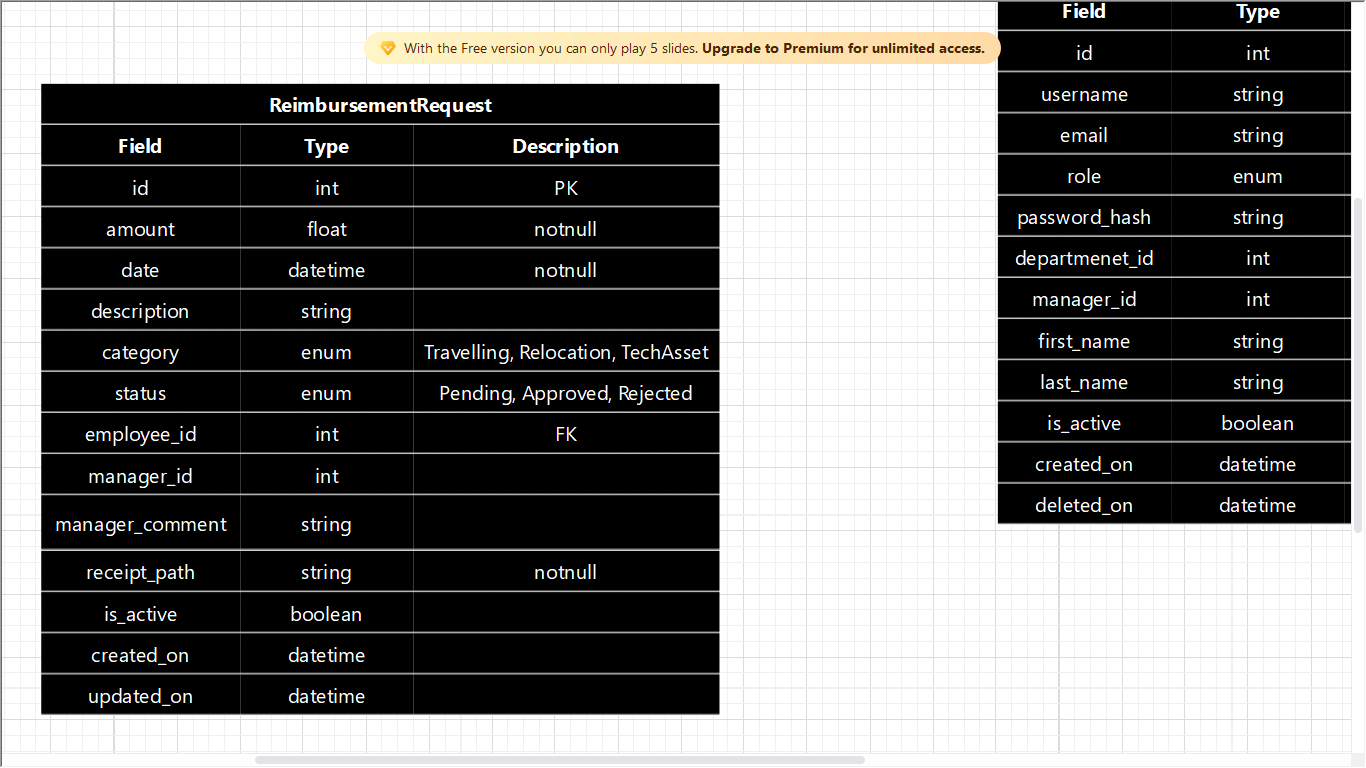 With the Free version you can only play 5 slides. Upgrade to Premium for unlimited access.
ReimbursementRequest
Field Type Description
id int PK
amount float notnull
date datetime notnull
description string
category enum Travelling, Relocation, TechAsset
status enum Pending, Approved, Rejected
employee_id int FK
manager_id int
manager_comment string
receipt_path string notnull
is_active boolean
created_on datetime
updated_on datetime
Field Type
id int
username string
email string
role enum
password_hash string
departmenet_id int
manager_id int
first_name string
last_name string
is_active boolean
created_on datetime
deleted_on datetime